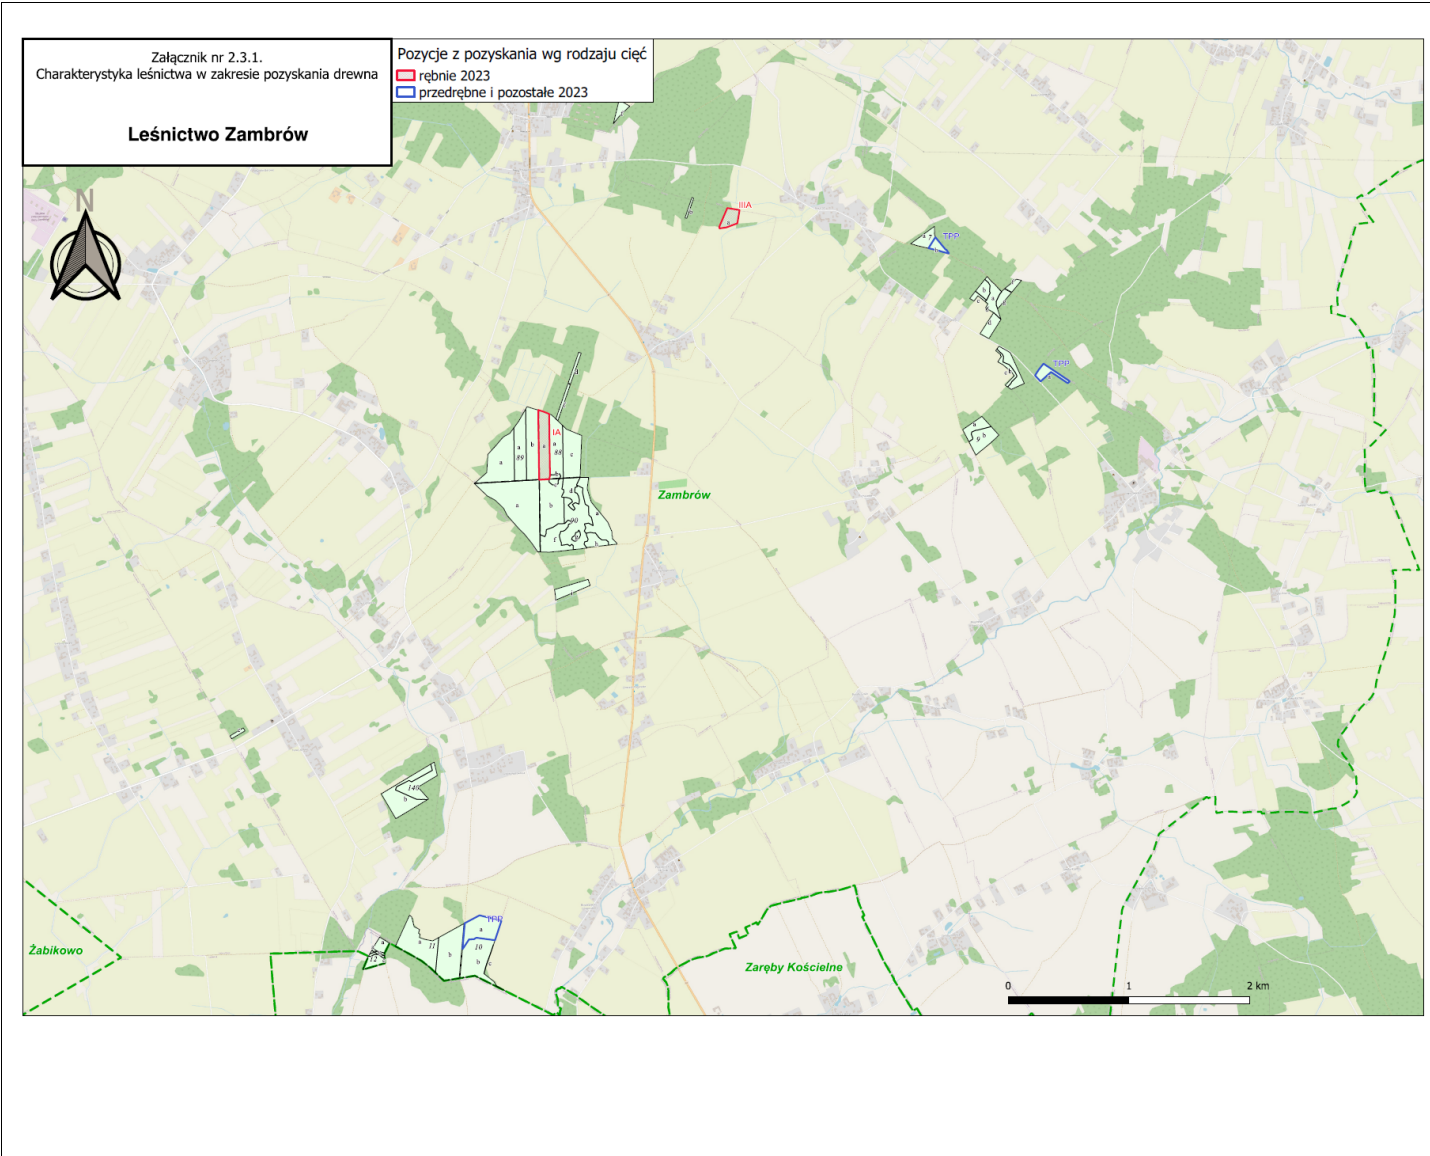 Załącznik nr 2.3.1.
Charakterystyka leśnictwa w zakresie pozyskania drewna
Leśnictwo Zambrów
Pozycje z pozyskania wg rodzaju cięć
rębnie 2023
przedrębne i pozostałe 2023
N
IIIA
TPP
TPP
d
IA
a
89
b
a
a
88
c
a
b
d
a
90
f
b
Zambrów
a
b
c
d
a
9 b
140
b
TPP
a
a
11
10
b
b
c
a
12
Żabikowo
Zaręby Kościelne
0 1 2 km